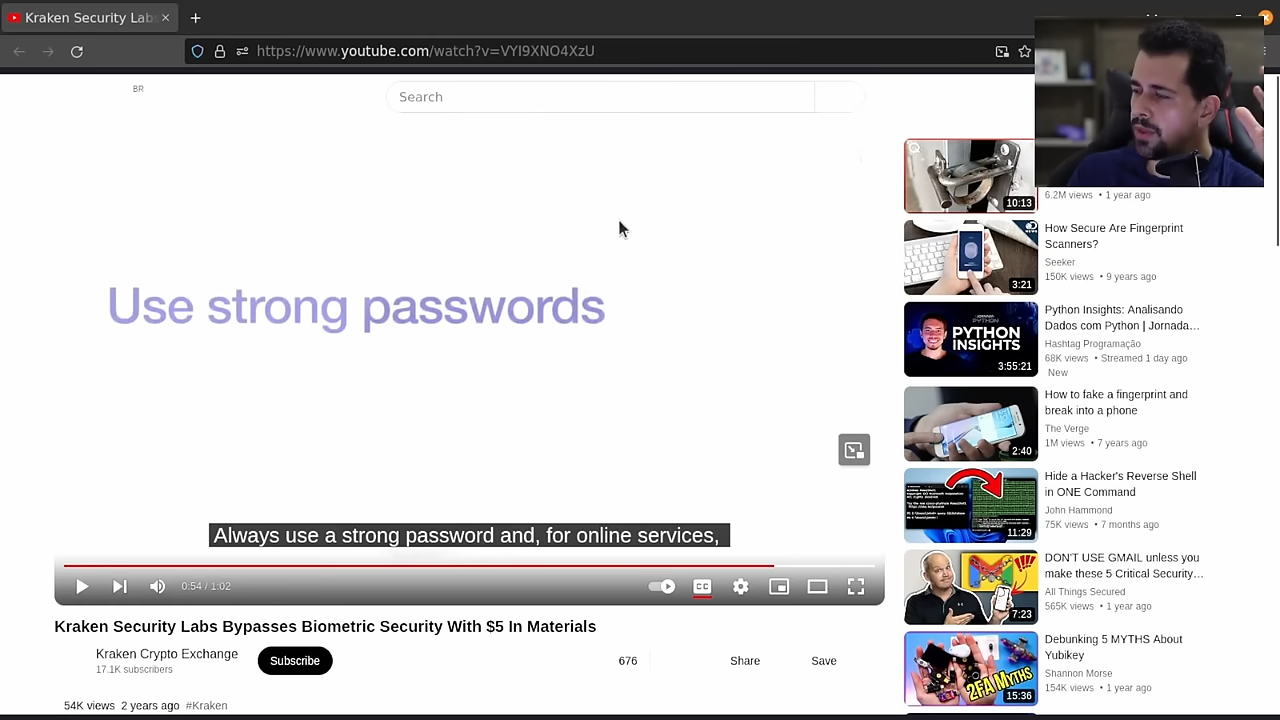 Kraken Security Labs
https://www.youtube.com/watch?v=VYI9XNO4XzU
BR
Search
Use strong passwords
Always use a strong password and, for online services,
0:54 / 1:02
CC
Kraken Security Labs Bypasses Biometric Security With $5 In Materials
Kraken Crypto Exchange
17.1K subscribers
Subscribe
676
Share
Save
54K views 2 years ago #Kraken
10:13
6.2M views • 1 year ago
3:21
How Secure Are Fingerprint
Scanners?
Seeker
150K views • 9 years ago
JORNADA
PYTHON
PYTHON
INSIGHTS
3:55:21
Python Insights: Analisando
Dados com Python | Jornada…
Hashtag Programação
68K views • Streamed 1 day ago
New
2:40
How to fake a fingerprint and
break into a phone
The Verge
1M views • 7 years ago
11:29
Hide a Hacker's Reverse Shell
in ONE Command
John Hammond
75K views • 7 months ago
7:23
DON'T USE GMAIL unless you
make these 5 Critical Security…
All Things Secured
565K views • 1 year ago
2FA MYTHS
15:36
Debunking 5 MYTHS About
Yubikey
Shannon Morse
154K views • 1 year ago